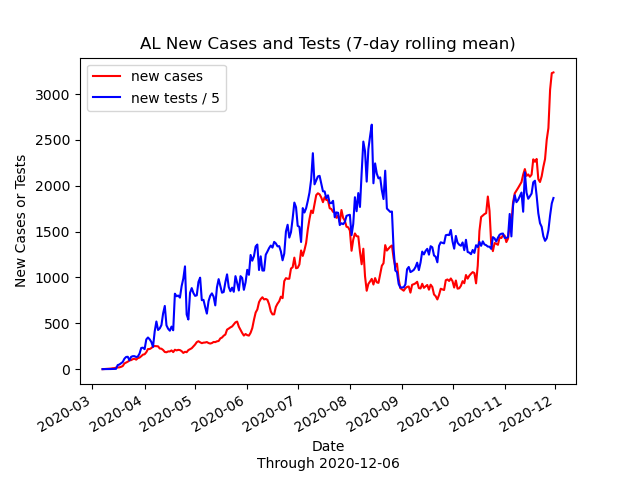 AL New Cases and Tests (7-day rolling mean)
new cases
new tests / 5
New Cases or Tests
3000
2500
2000
1500
1000
500
0
2020-03
2020-04
2020-05
2020-06
2020-07
2020-08
2020-09
2020-10
2020-11
2020-12
Date
Through 2020-12-06